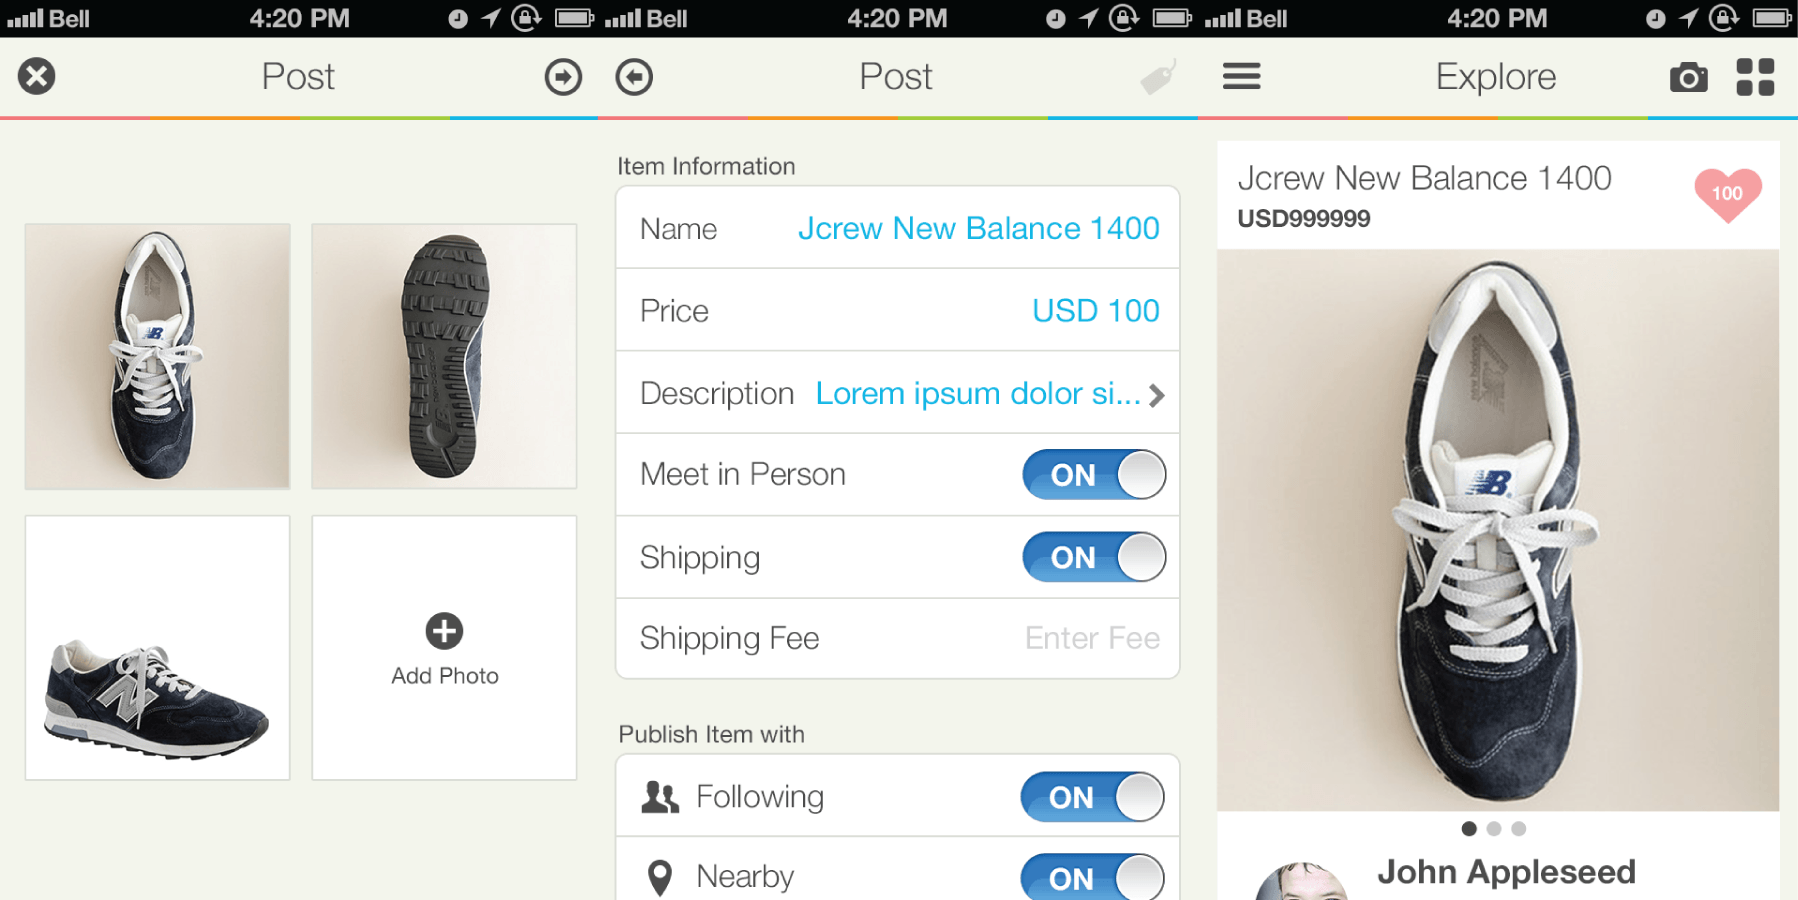 Bell 4:20 PM
Post
Add Photo
Bell 4:20 PM
Post
Item Information
Name Jcrew New Balance 1400
Price USD 100
Description Lorem ipsum dolor si...
Meet in Person ON
Shipping ON
Shipping Fee Enter Fee
Publish Item with
Following ON
Nearby ON
Bell 4:20 PM
Explore
Jcrew New Balance 1400
USD999999
100
NB
John Appleseed